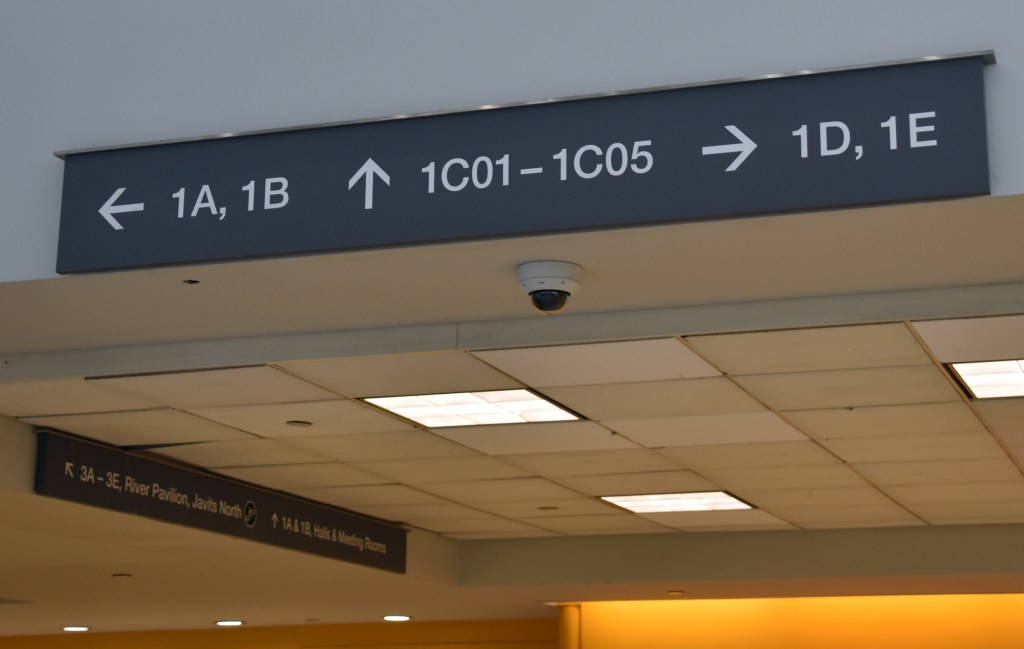 ← 1A, 1B ↑ 1C01–1C05 → 1D, 1E
↖ 3A – 3E, River Pavilion, Javits North ↑ 1A & 1B, Halls & Meeting Rooms